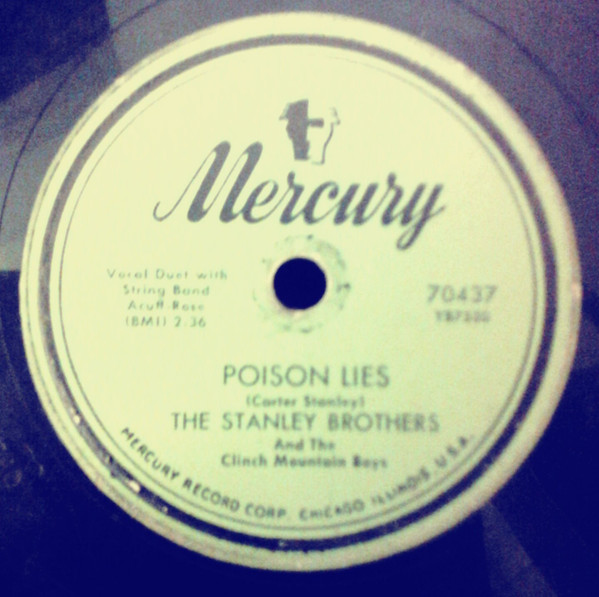 Mercury
Vocal Duet with
String Band
Acuff-Rose
(BMI) 2:36
70437
POISON LIES
(Carter Stanley)
THE STANLEY BROTHERS
And The
Clinch Mountain Boys
MERCURY RECORD CORP. CHICAGO ILLINOIS, U.S.A.